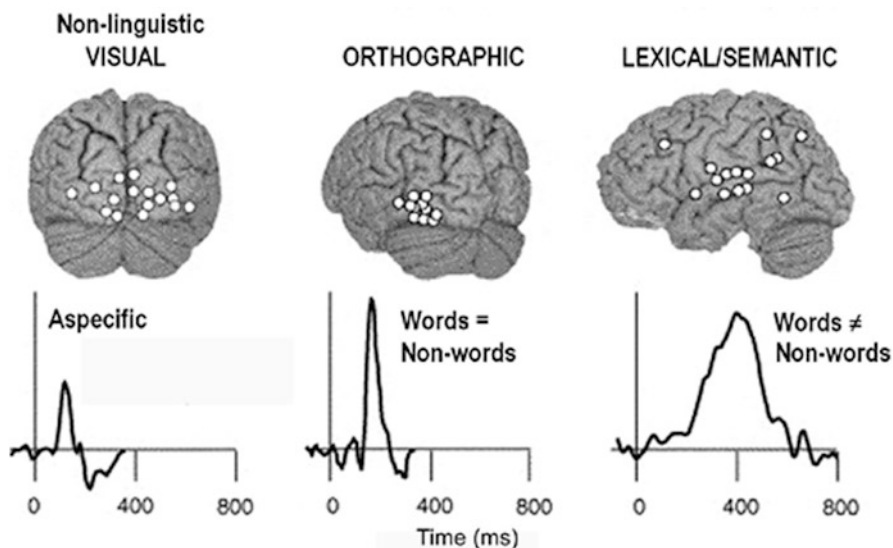 Non-linguistic
VISUAL
ORTHOGRAPHIC
LEXICAL/SEMANTIC
Aspecific
Words =
Non-words
Words ≠
Non-words
0
400
800
0
400
800
0
400
800
Time (ms)